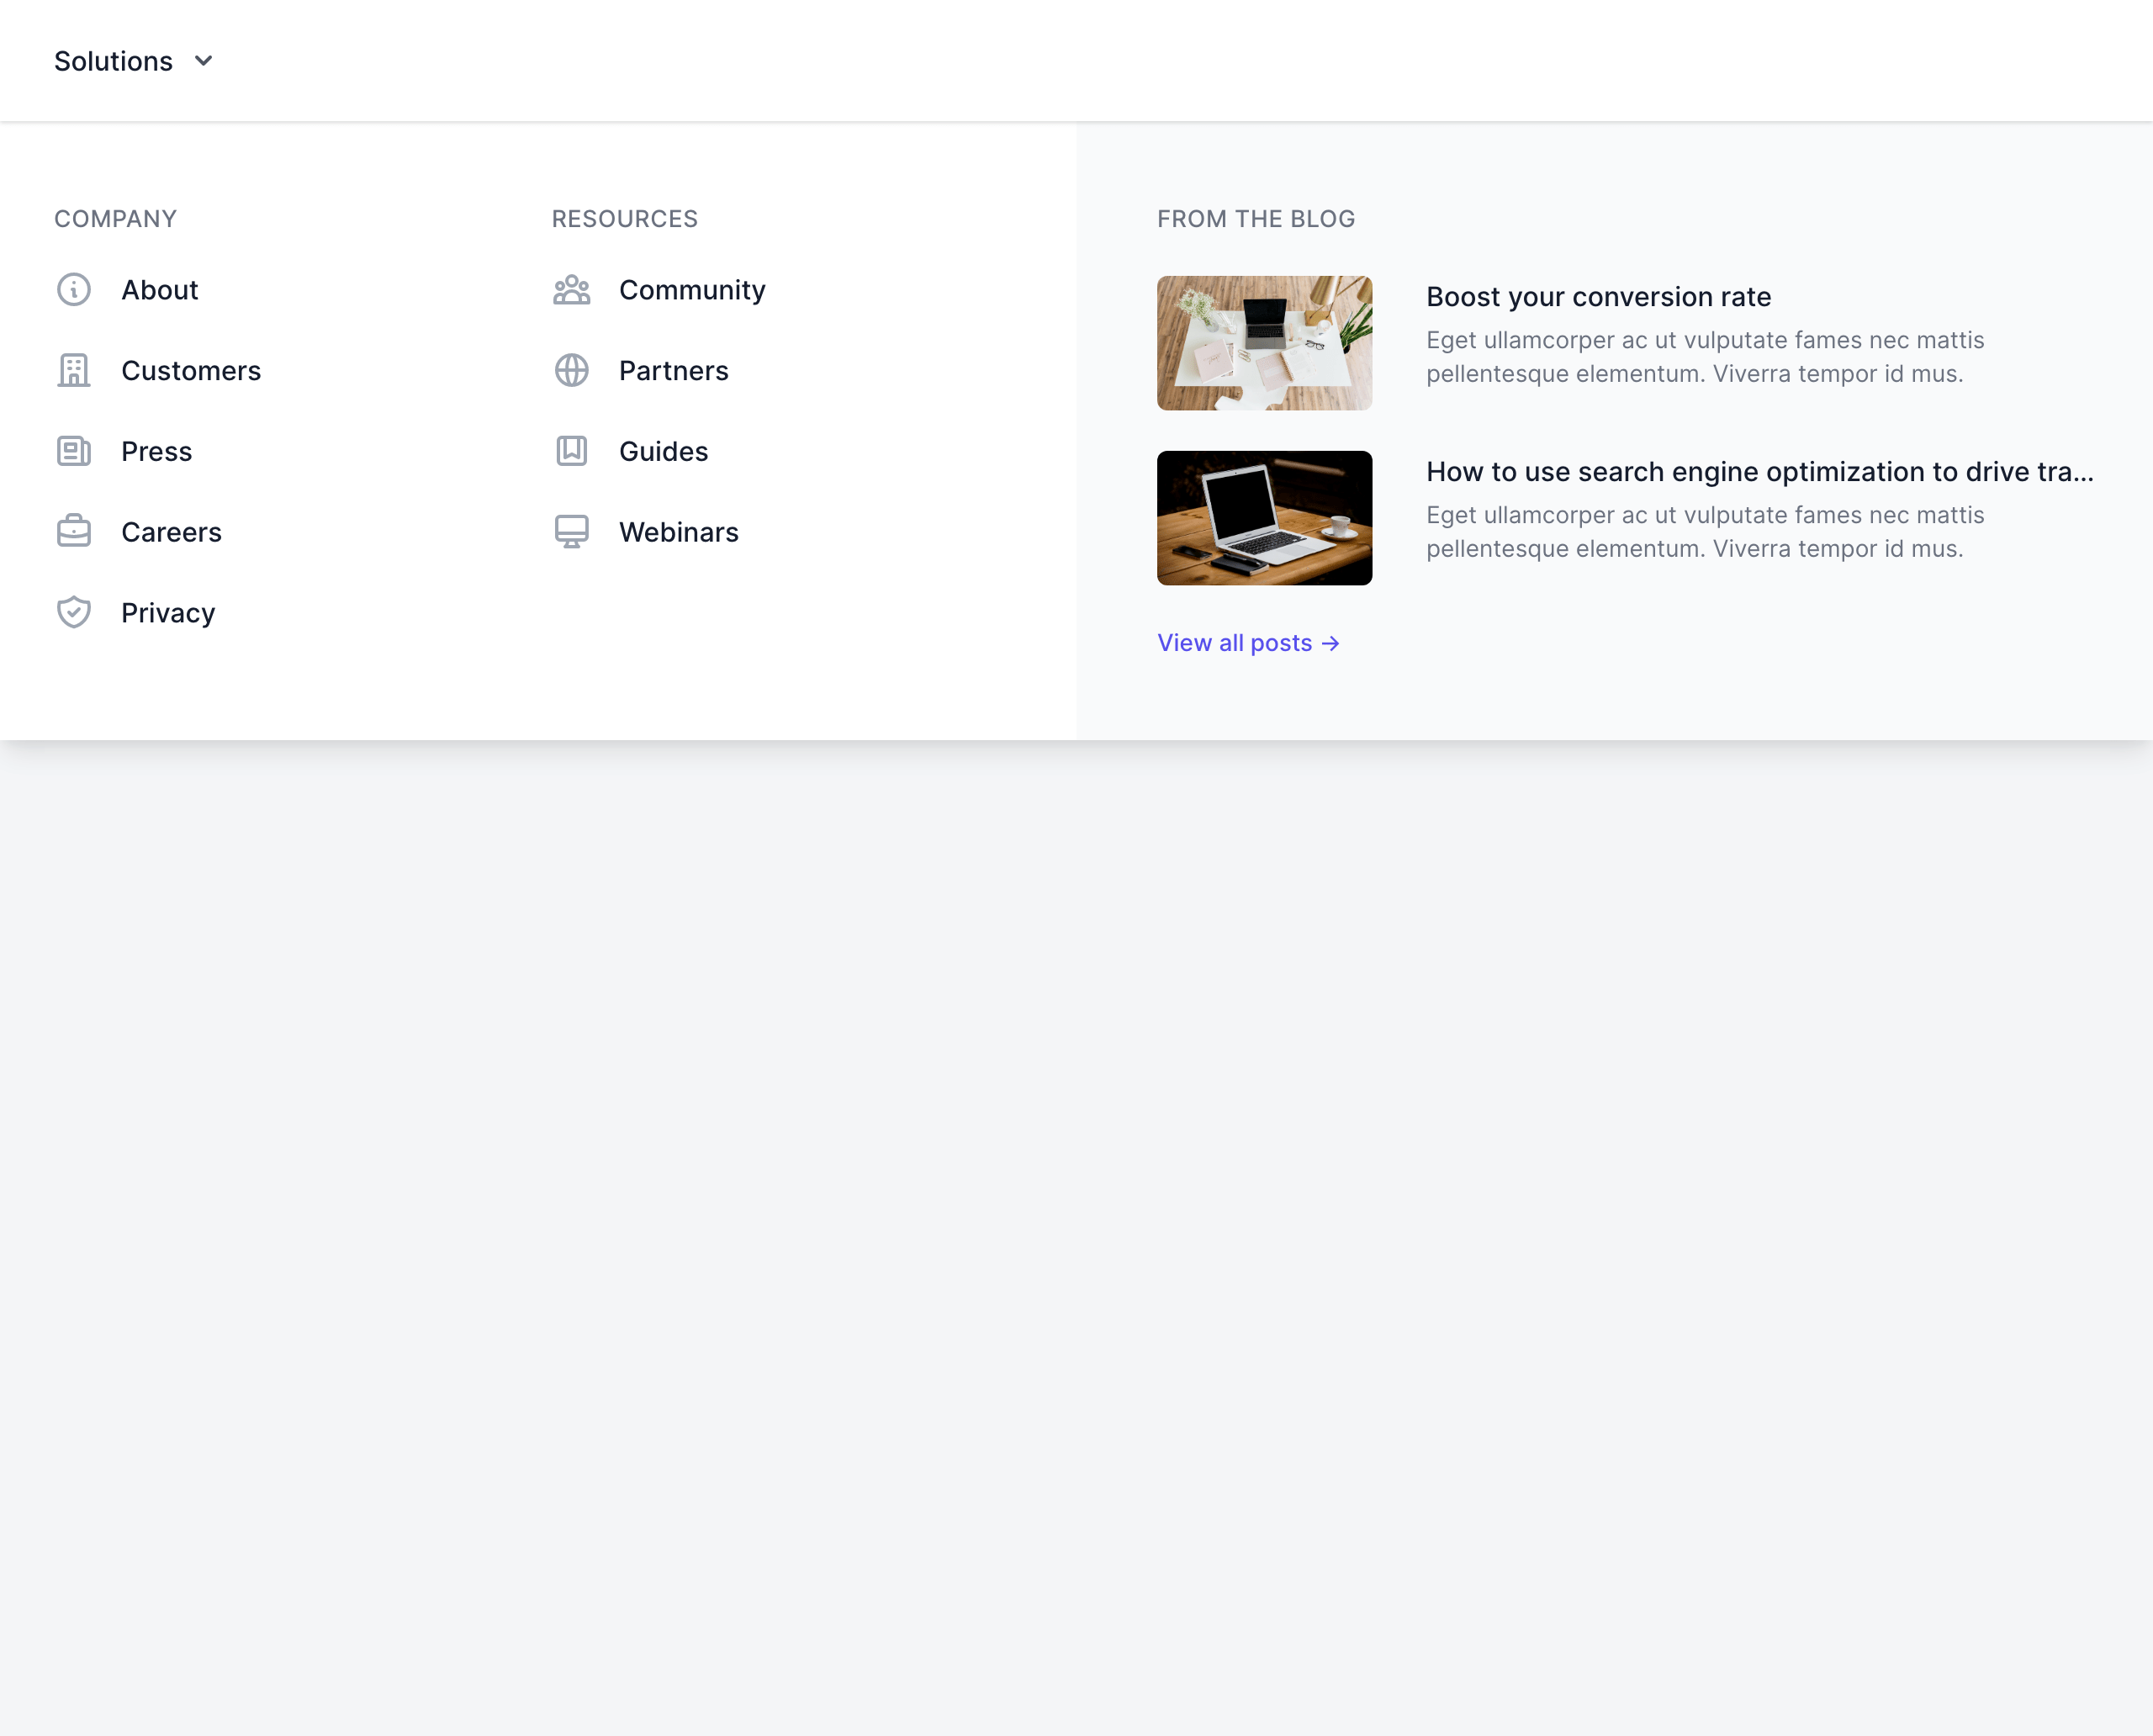 Solutions
COMPANY
About
Customers
Press
Careers
Privacy
RESOURCES
Community
Partners
Guides
Webinars
FROM THE BLOG
Boost your conversion rate
Eget ullamcorper ac ut vulputate fames nec mattis
pellentesque elementum. Viverra tempor id mus.
How to use search engine optimization to drive tra...
Eget ullamcorper ac ut vulputate fames nec mattis
pellentesque elementum. Viverra tempor id mus.
View all posts →